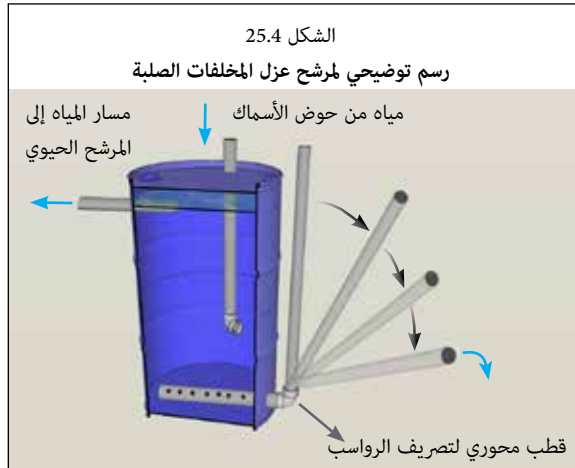 الشكل 25.4
رسم توضيحي لمرشح عزل المخلفات الصلبة
مياه من حوض الأسماك
مسار المياه إلى
المرشح الحيوي
قطب محوري لتصريف الرواسب